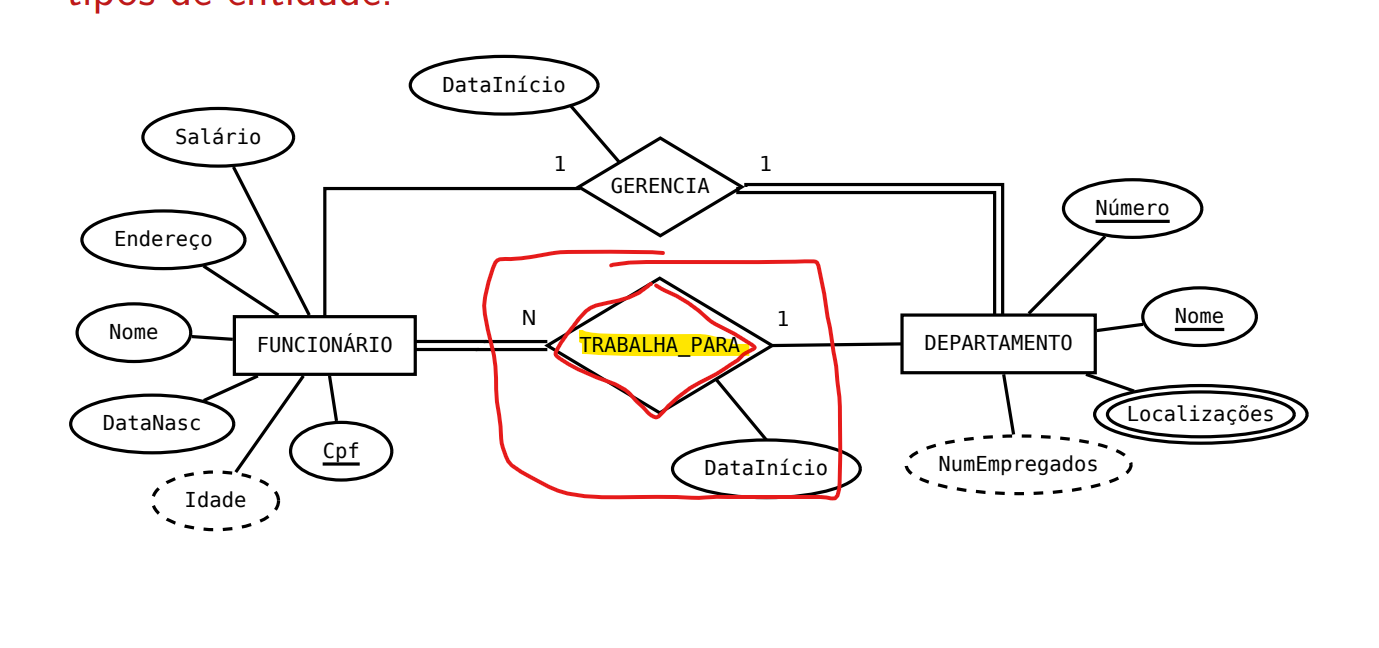 tipos de entidade.
DataInício
Salário
1
1
GERENCIA
Número
Endereço
Nome
N
1
Nome
FUNCIONÁRIO
TRABALHA_PARA
DEPARTAMENTO
DataNasc
Localizações
Cpf
DataInício
NumEmpregados
Idade